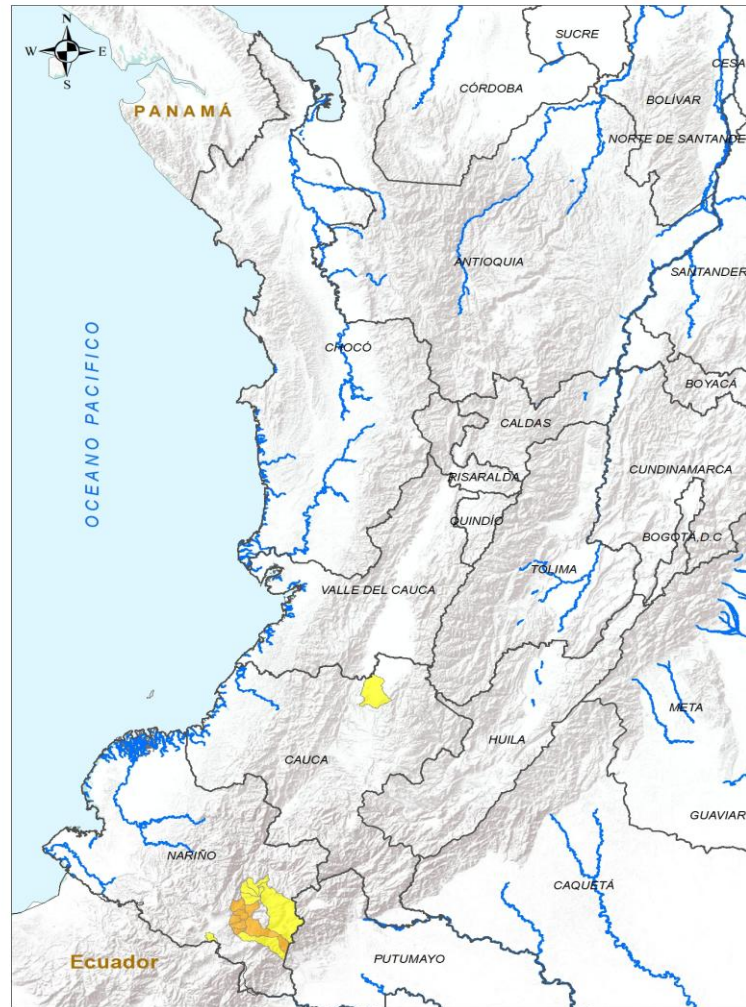 N
W E
S
SUCRE
CESA
CÓRDOBA
BOLÍVAR
PANAMÁ
NORTE DE SANTANDE
ANTIOQUIA
SANTANDER
OCEANO PACIFICO
CHOCÓ
BOYACÁ
CALDAS
CUNDINAMARCA
RISARALDA
QUINDÍO
BOGOTÁ,D.C
TOLIMA
VALLE DEL CAUCA
META
HUILA
CAUCA
GUAVIAR
NARIÑO
CAQUETÁ
PUTUMAYO
Ecuador